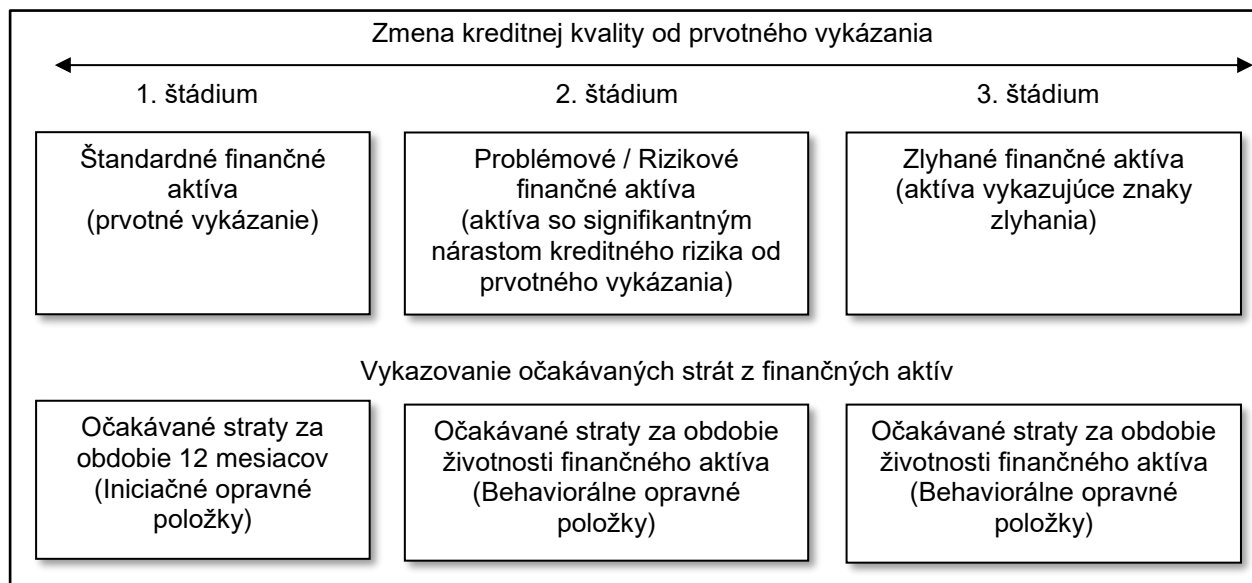 Zmena kreditnej kvality od prvotného vykázania
1. štádium
2. štádium
3. štádium
Štandardné finančné
aktíva
(prvotné vykázanie)
Problémové / Rizikové
finančné aktíva
(aktíva so signifikantným
nárastom kreditného rizika od
prvotného vykázania)
Zlyhané finančné aktíva
(aktíva vykazujúce znaky
zlyhania)
Vykazovanie očakávaných strát z finančných aktív
Očakávané straty za
obdobie 12 mesiacov
(Iniciačné opravné
položky)
Očakávané straty za obdobie
životnosti finančného aktíva
(Behaviorálne opravné
položky)
Očakávané straty za obdobie
životnosti finančného aktíva
(Behaviorálne opravné
položky)